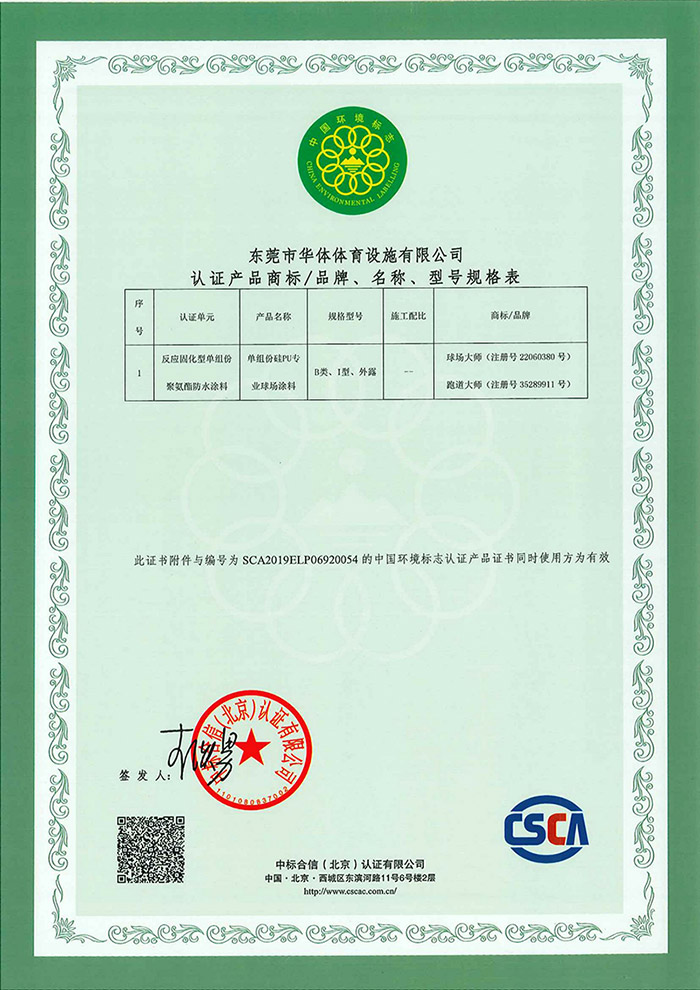 中国环境标志
CHINA ENVIRONMENTAL LABELLING
东莞市华体体育设施有限公司
认证产品商标/品牌、名称、型号规格表
序号 认证单元 产品名称 规格型号 施工配比 商标/品牌
1 反应固化型单组份聚氨酯防水涂料 单组份硅PU专业球场涂料 B类、I型、外露 -- 球场大师（注册号 22060380 号）
跑道大师（注册号 35289911 号）
此证书附件与编号为 SCA2019ELP06920054 的中国环境标志认证产品证书同时使用方为有效
信(北京)认证有限公司
1101080837002
签 发 人：
CSCA
中标合信（北京）认证有限公司
中国·北京·西城区东滨河路11号6号楼2层
http://www.cscac.com.cn/